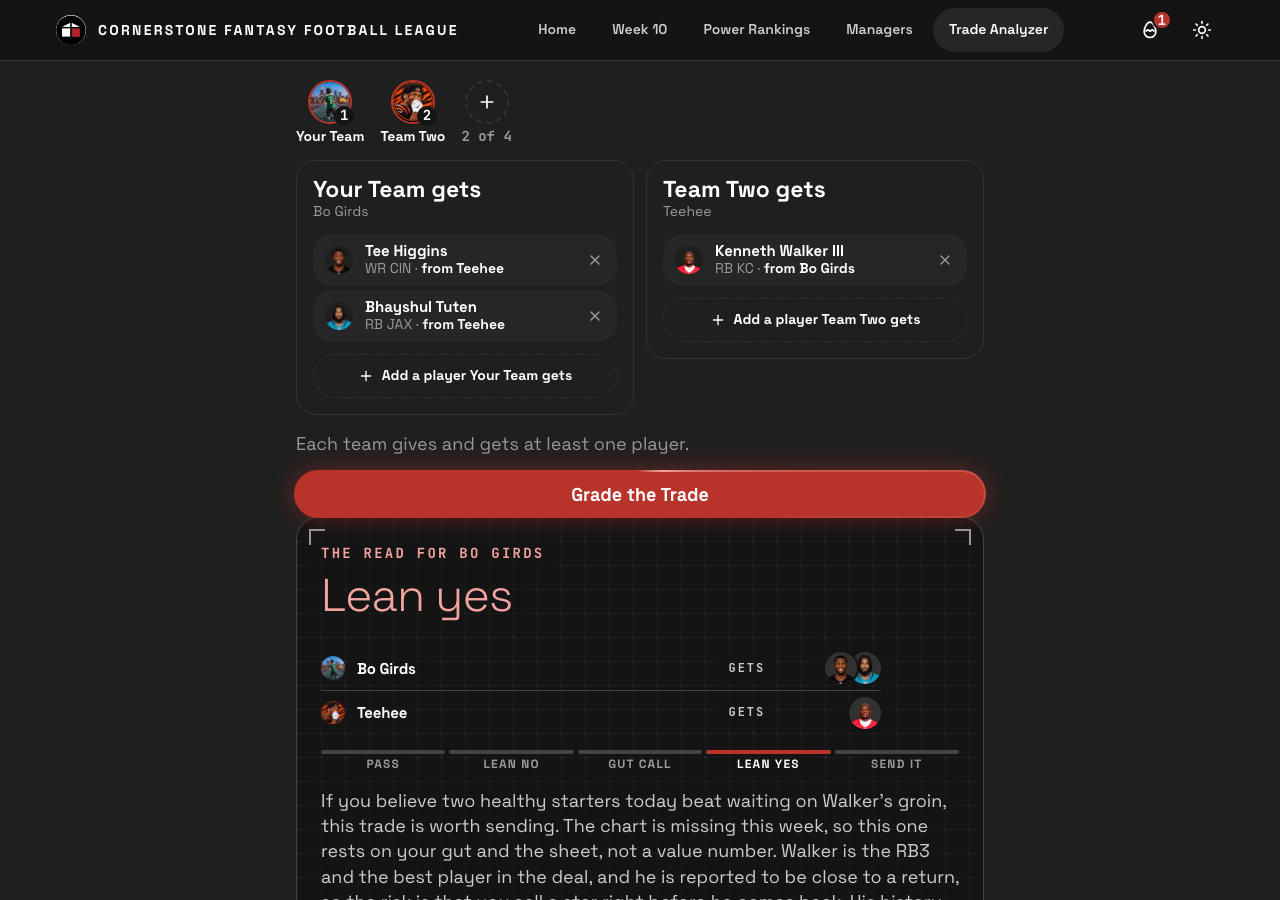 CORNERSTONE FANTASY FOOTBALL LEAGUE
Home
Week 10
Power Rankings
Managers
Trade Analyzer
1
1
2
Your Team
Team Two
2 of 4
Your Team gets
Bo Girds
Tee Higgins
WR CIN · from Teehee
Bhayshul Tuten
RB JAX · from Teehee
Add a player Your Team gets
Team Two gets
Teehee
Kenneth Walker III
RB KC · from Bo Girds
Add a player Team Two gets
Each team gives and gets at least one player.
Grade the Trade
THE READ FOR BO GIRDS
Lean yes
Bo Girds
GETS
Teehee
GETS
PASS
LEAN NO
GUT CALL
LEAN YES
SEND IT
If you believe two healthy starters today beat waiting on Walker’s groin,
this trade is worth sending. The chart is missing this week, so this one
rests on your gut and the sheet, not a value number. Walker is the RB3
and the best player in the deal, and he is reported to be close to a return,